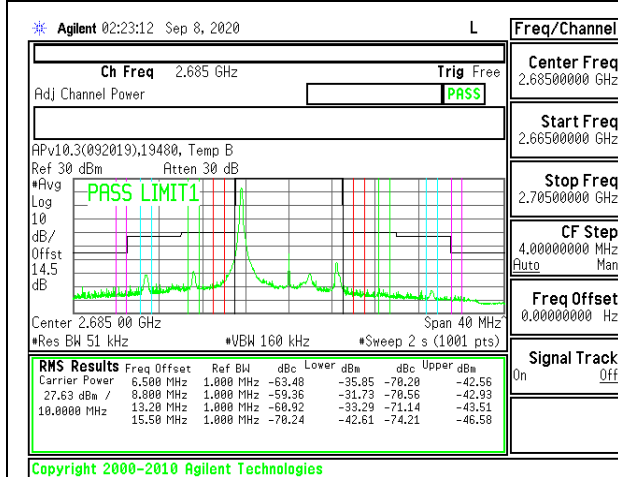 Agilent 02:23:12 Sep 8, 2020 L
Freq/Channel
Ch Freq 2.685 GHz Trig Free
Adj Channel Power PASS
APv10.3(092019),19480, Temp B
Ref 30 dBm Atten 30 dB
#Avg
Log
10
dB/
Offst
14.5
dB
PASS LIMIT1
Center 2.685 00 GHz Span 40 MHz
#Res BW 51 kHz #VBW 160 kHz #Sweep 2 s (1001 pts)
RMS Results Freq Offset Ref BW dBc Lower dBm dBc Upper dBm
Carrier Power 6.500 MHz 1.000 MHz -63.48 -35.85 -70.20 -42.56
27.63 dBm / 8.800 MHz 1.000 MHz -59.36 -31.73 -70.56 -42.93
10.0000 MHz 13.20 MHz 1.000 MHz -60.92 -33.29 -71.14 -43.51
15.50 MHz 1.000 MHz -70.24 -42.61 -74.21 -46.58
Copyright 2000-2010 Agilent Technologies
Center Freq
2.68500000 GHz
Start Freq
2.66500000 GHz
Stop Freq
2.70500000 GHz
CF Step
4.00000000 MHz
Auto Man
Freq Offset
0.00000000 Hz
Signal Track
On Off